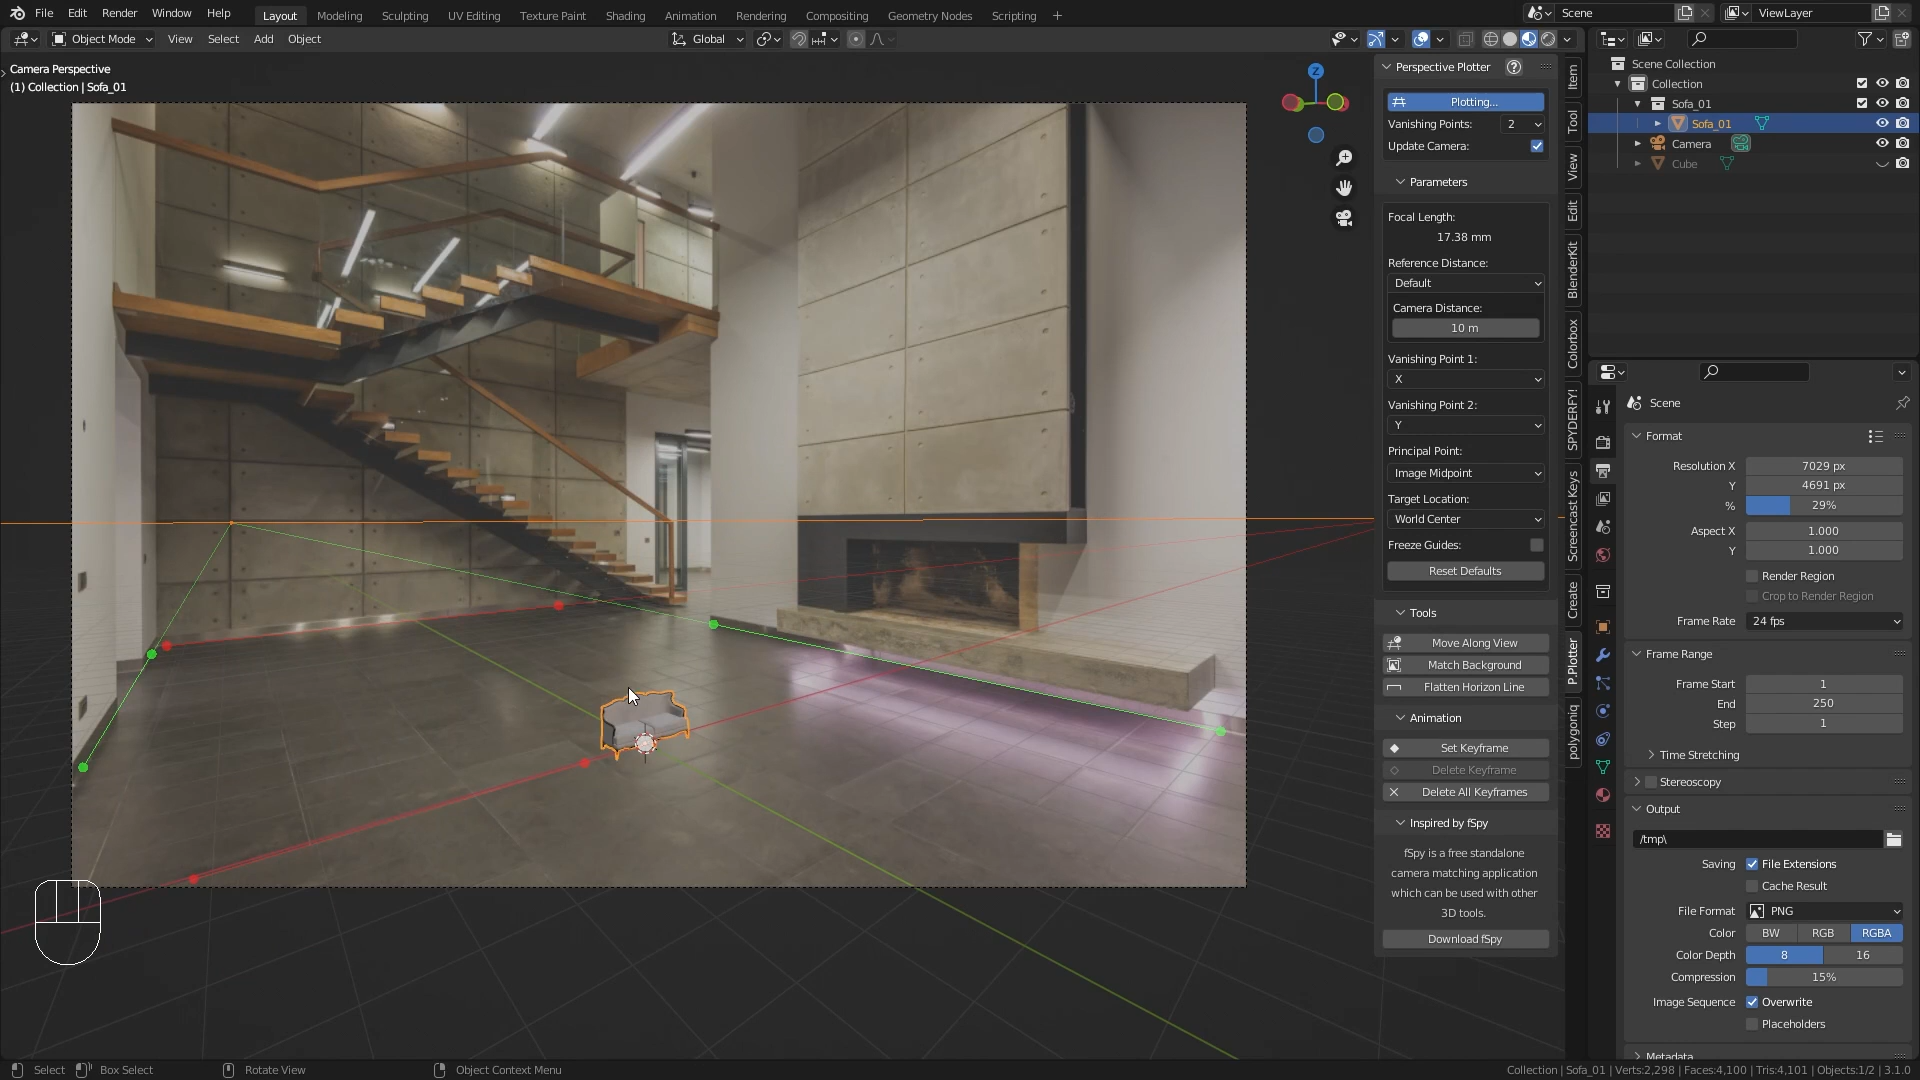 File Edit Render Window Help Layout Modeling Sculpting UV Editing Texture Paint Shading Animation Rendering Compositing Geometry Nodes Scripting + Scene ViewLayer
Object Mode View Select Add Object Global
Camera Perspective
(1) Collection | Sofa_01
Z
Perspective Plotter
Plotting...
Vanishing Points: 2
Update Camera:
Parameters
Focal Length:
17.38 mm
Reference Distance:
Default
Camera Distance:
10 m
Vanishing Point 1:
X
Vanishing Point 2:
Y
Principal Point:
Image Midpoint
Target Location:
World Center
Freeze Guides:
Reset Defaults
Tools
Move Along View
Match Background
Flatten Horizon Line
Animation
Set Keyframe
Delete Keyframe
Delete All Keyframes
Inspired by fSpy
fSpy is a free standalone
camera matching application
which can be used with other
3D tools.
Download fSpy
Item
Tool
View
Edit
BlenderKit
Colorbox
SPYDERFY!
Screencast Keys
Create
P.Plotter
polygoniq
Scene Collection
Collection
Sofa_01
Sofa_01
Camera
Cube
Scene
Format
Resolution X 7029 px
Y 4691 px
% 29%
Aspect X 1.000
Y 1.000
Render Region
Crop to Render Region
Frame Rate 24 fps
Frame Range
Frame Start 1
End 250
Step 1
Time Stretching
Stereoscopy
Output
/tmp\
Saving File Extensions
Cache Result
File Format PNG
Color BW RGB RGBA
Color Depth 8 16
Compression 15%
Image Sequence Overwrite
Placeholders
Metadata
Select Box Select Rotate View Object Context Menu Collection | Sofa_01 | Verts:2,298 | Faces:4,100 | Tris:4,101 | Objects:1/2 | 3.1.0